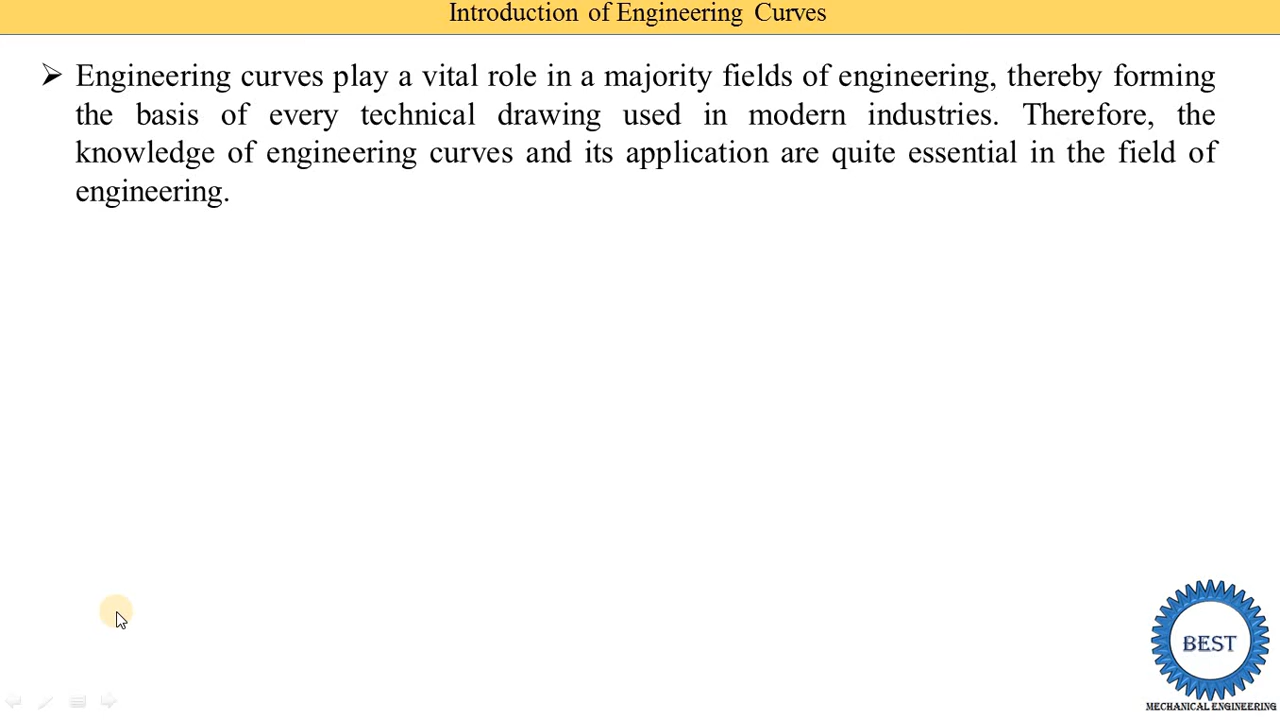 Introduction of Engineering Curves
➤ Engineering curves play a vital role in a majority fields of engineering, thereby forming
the basis of every technical drawing used in modern industries. Therefore, the
knowledge of engineering curves and its application are quite essential in the field of
engineering.
BEST
MECHANICAL ENGINEERING